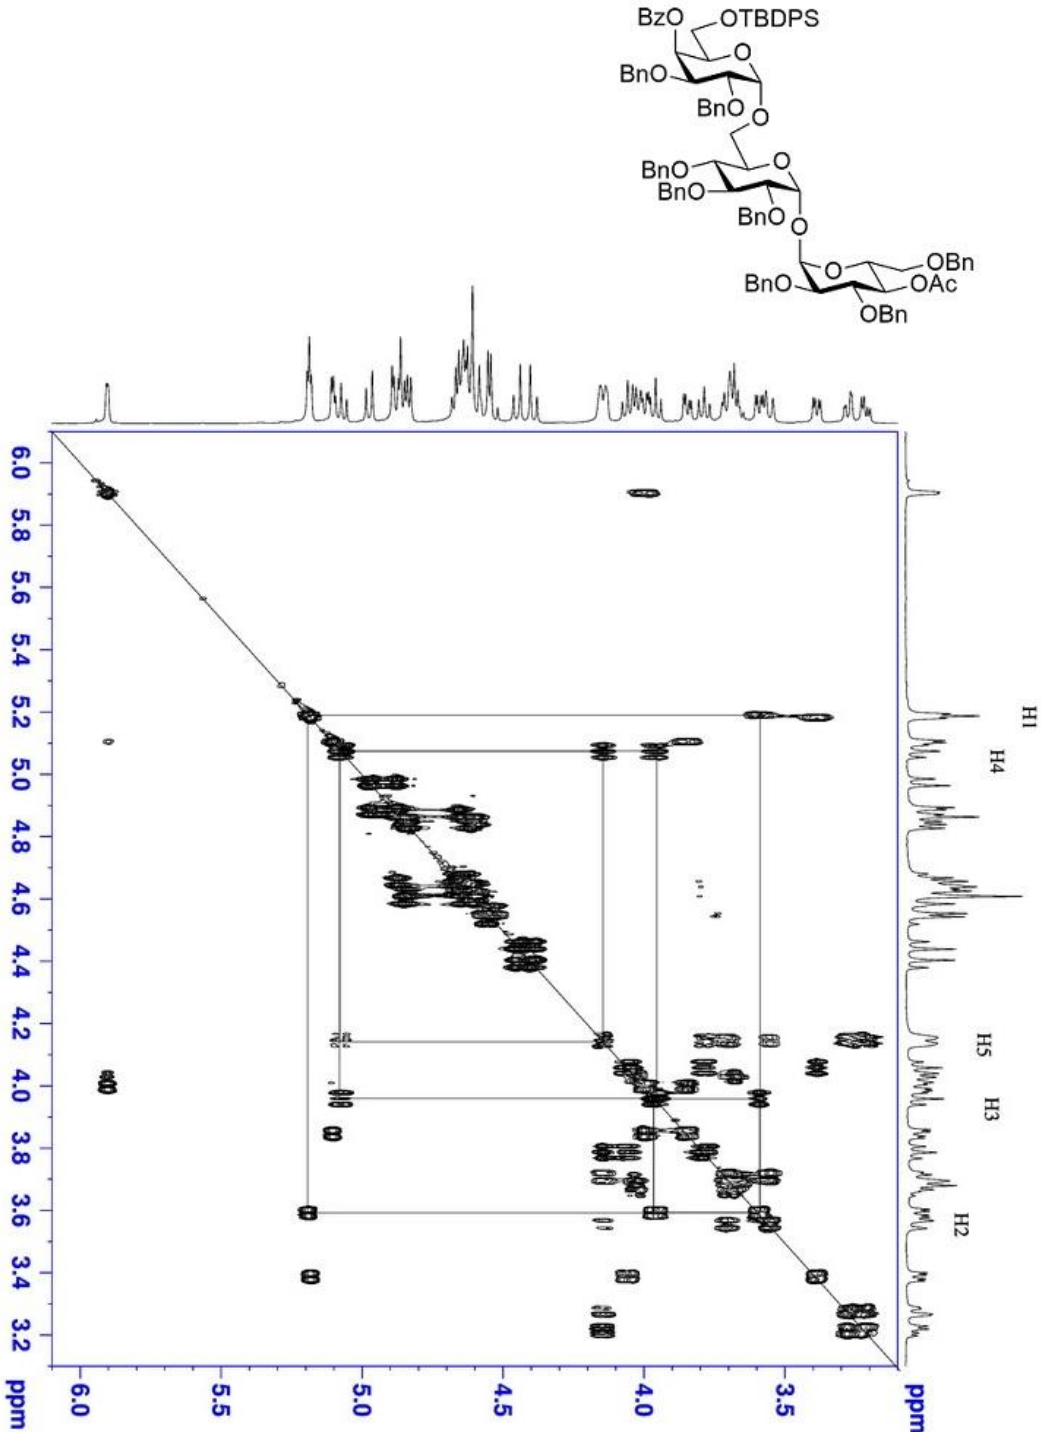 BzO OTBDPS
O
BnO
BnO
O
O
BnO
BnO
BnO
O
OBn
O
BnO
OAc
OBn
H1
H4
H5
H3
H2
6.0 5.8 5.6 5.4 5.2 5.0 4.8 4.6 4.4 4.2 4.0 3.8 3.6 3.4 3.2 ppm
6.0 5.5 5.0 4.5 4.0 3.5 ppm